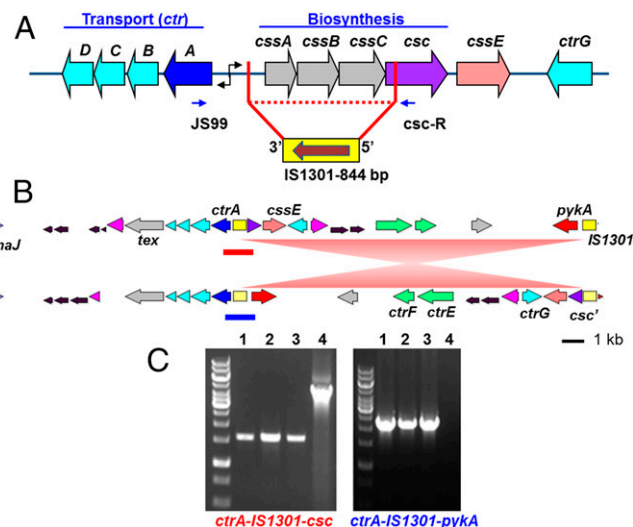 A
Transport (ctr)
Biosynthesis
D C B A
cssA cssB cssC csc cssE ctrG
JS99
csc-R
3' 5'
IS1301-844 bp
B
ctrA cssE pykA
naJ tex IS1301
ctrF ctrE ctrG csc'
1 kb
C
1 2 3 4 1 2 3 4
ctrA-IS1301-csc ctrA-IS1301-pykA